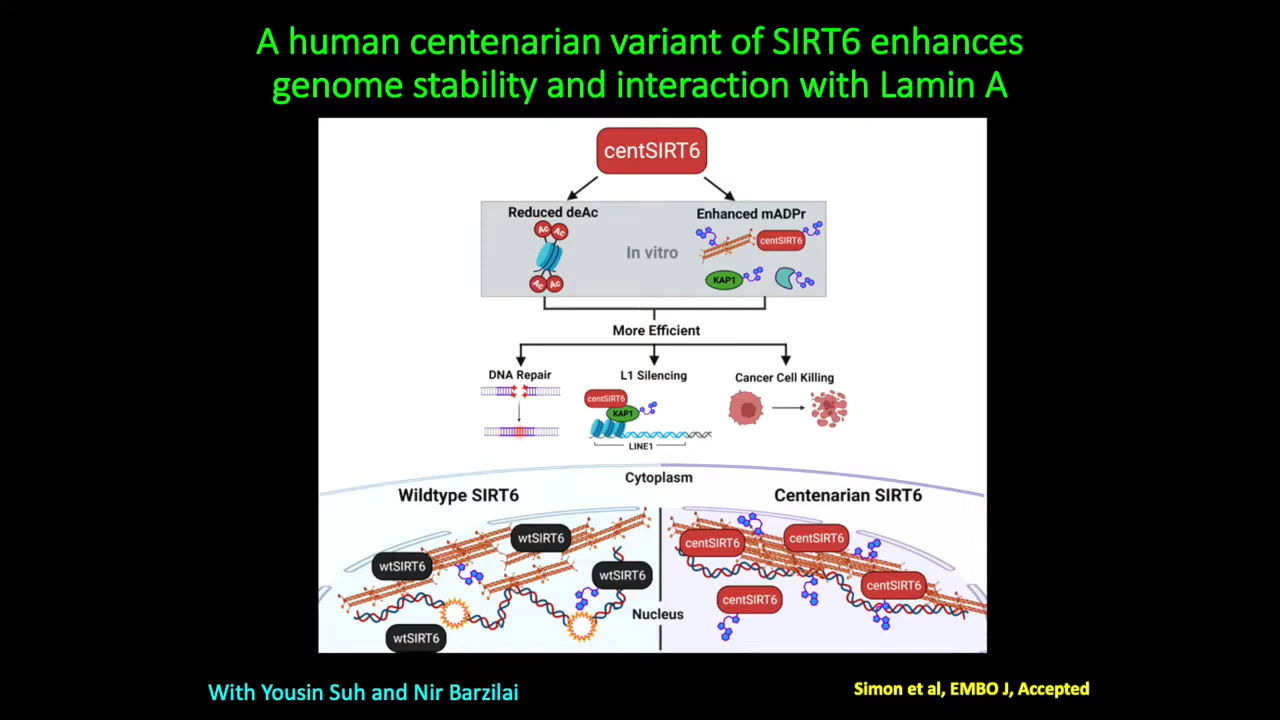 A human centenarian variant of SIRT6 enhances
genome stability and interaction with Lamin A
centSIRT6
Reduced deAc
Enhanced mADPr
Ac
Ac
In vitro
centSIRT6
KAP1
Ac
Ac
More Efficient
DNA Repair
L1 Silencing
Cancer Cell Killing
centSIRT6
KAP1
LINE1
Cytoplasm
Wildtype SIRT6
Centenarian SIRT6
wtSIRT6
wtSIRT6
wtSIRT6
wtSIRT6
centSIRT6
centSIRT6
centSIRT6
centSIRT6
Nucleus
With Yousin Suh and Nir Barzilai
Simon et al, EMBO J, Accepted